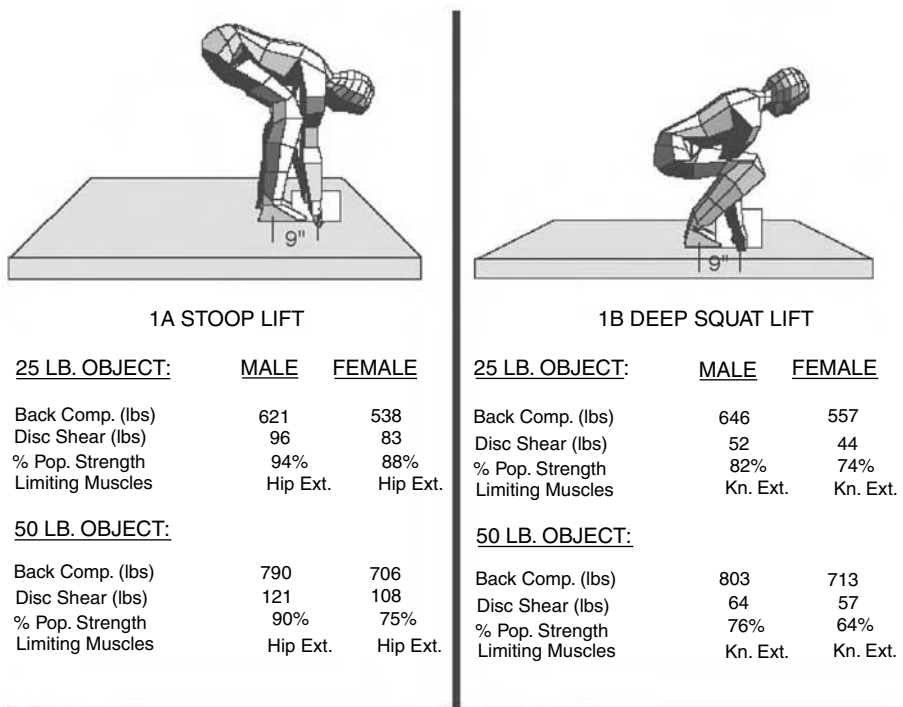 9"
1A STOOP LIFT
25 LB. OBJECT: MALE FEMALE
Back Comp. (lbs) 621 538
Disc Shear (lbs) 96 83
% Pop. Strength 94% 88%
Limiting Muscles Hip Ext. Hip Ext.
50 LB. OBJECT:
Back Comp. (lbs) 790 706
Disc Shear (lbs) 121 108
% Pop. Strength 90% 75%
Limiting Muscles Hip Ext. Hip Ext.
9"
1B DEEP SQUAT LIFT
25 LB. OBJECT: MALE FEMALE
Back Comp. (lbs) 646 557
Disc Shear (lbs) 52 44
% Pop. Strength 82% 74%
Limiting Muscles Kn. Ext. Kn. Ext.
50 LB. OBJECT:
Back Comp. (lbs) 803 713
Disc Shear (lbs) 64 57
% Pop. Strength 76% 64%
Limiting Muscles Kn. Ext. Kn. Ext.